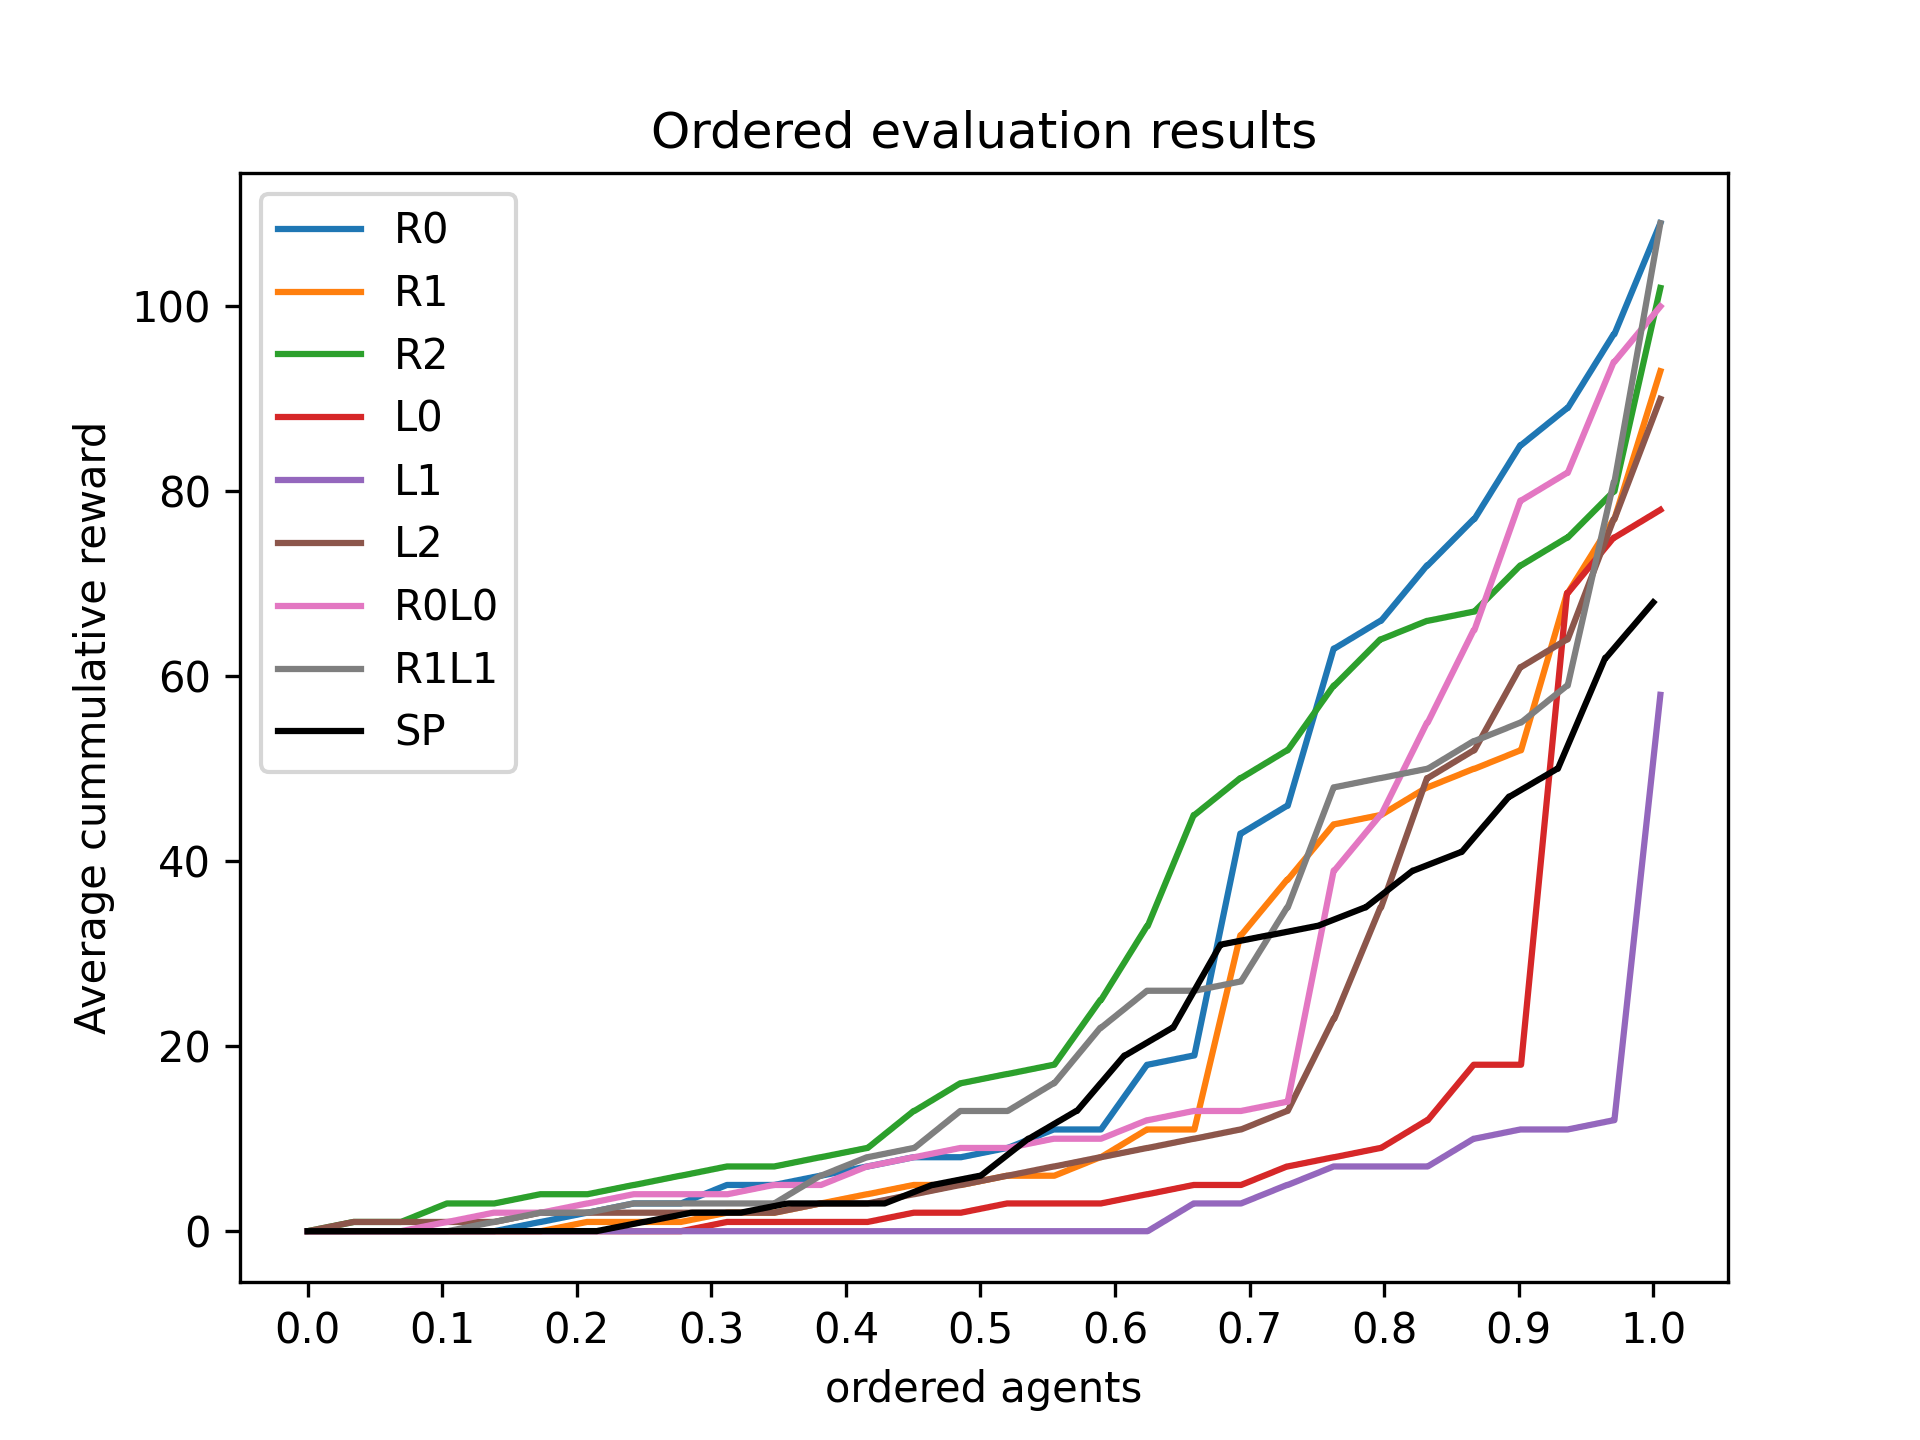 Ordered evaluation results
R0
R1
R2
L0
L1
L2
R0L0
R1L1
SP
Average cummulative reward
100
80
60
40
20
0
0.0 0.1 0.2 0.3 0.4 0.5 0.6 0.7 0.8 0.9 1.0
ordered agents